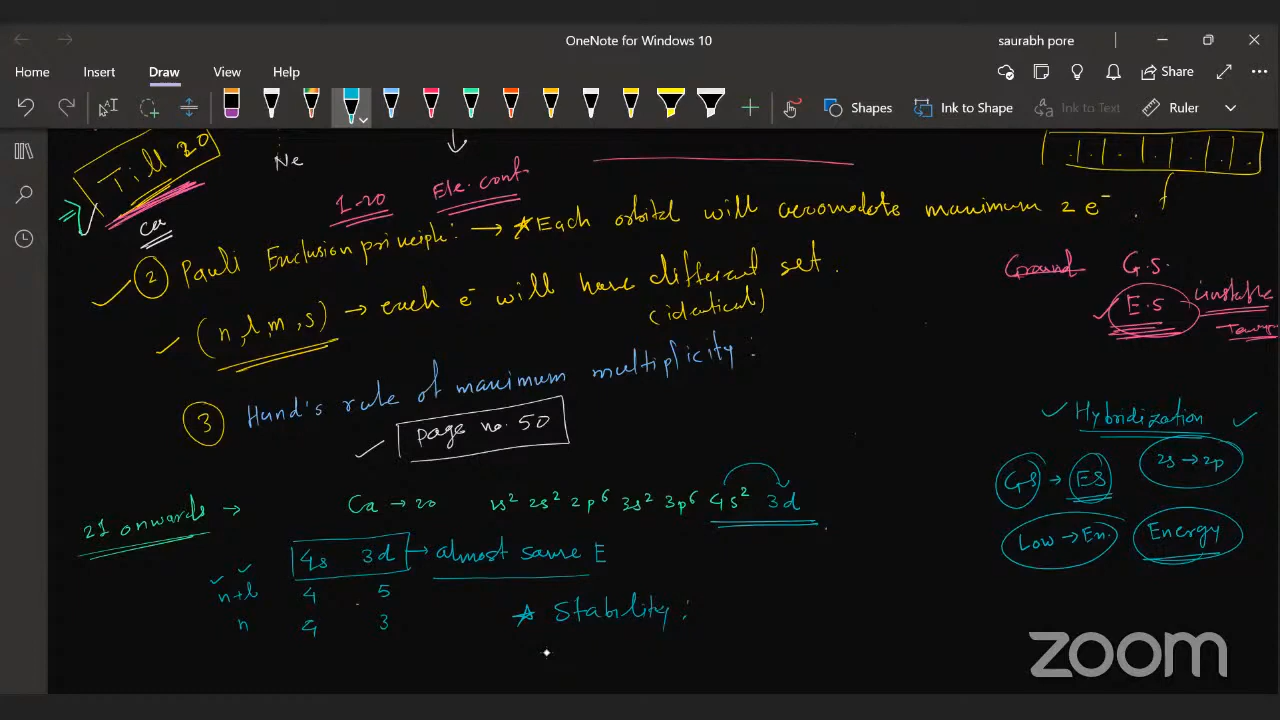 OneNote for Windows 10
saurabh pore
Home Insert Draw View Help
Share
Shapes Ink to Shape Ink to Text Ruler
Till 20
Ne
Ca
1-20 Ele. conf.
② Pauli Exclusion principle: → Each orbital will accomodate maximum 2 e⁻. f
(n, l, m, s) → each e⁻ will have different set.
(identical)
Ground G.S.
E.S unstable
③ Hund's rule of maximum multiplicity:
page no. 50
Hybridization
GS → ES 2s → 2p
Low → En. Energy
21 onwards → Ca → 20 1s² 2s² 2p⁶ 3s² 3p⁶ 4s² 3d
4s 3d → almost same E
n+l 4 5
n 4 3
Stability:
zoom